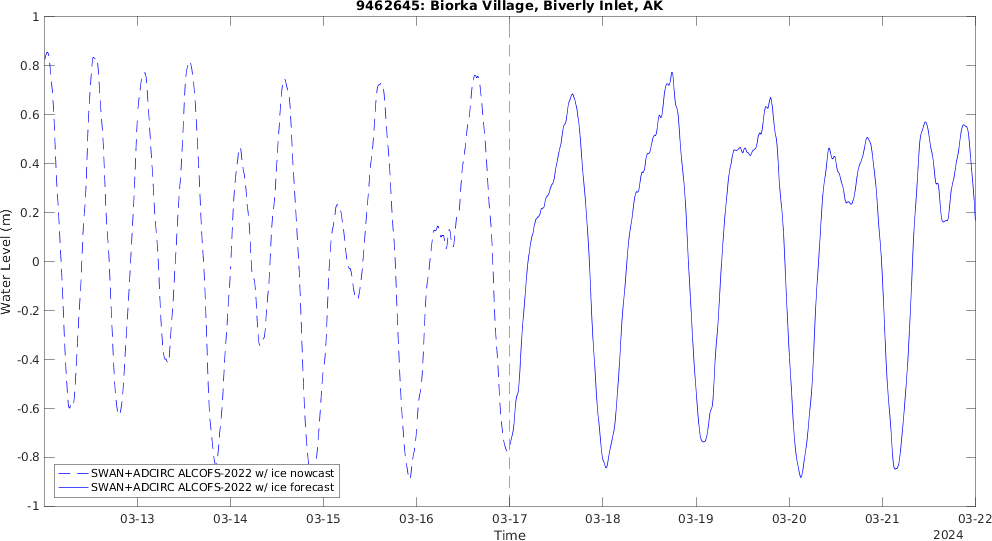 9462645: Biorka Village, Biverly Inlet, AK
Water Level (m)
1
0.8
0.6
0.4
0.2
0
-0.2
-0.4
-0.6
-0.8
-1
SWAN+ADCIRC ALCOFS-2022 w/ ice nowcast
SWAN+ADCIRC ALCOFS-2022 w/ ice forecast
03-13 03-14 03-15 03-16 03-17 03-18 03-19 03-20 03-21 03-22
Time
2024